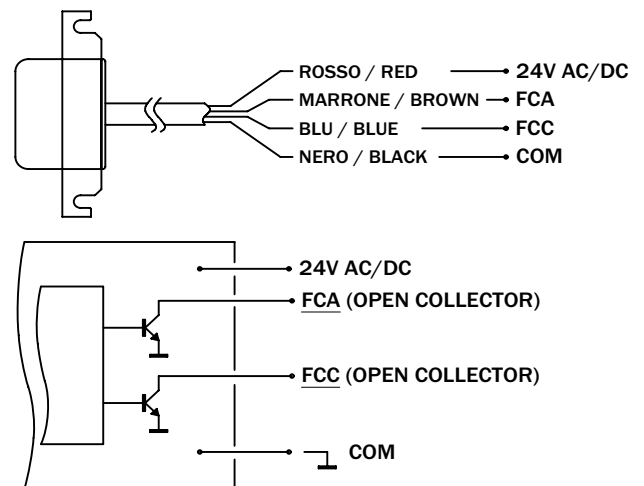 ROSSO / RED 24V AC/DC
MARRONE / BROWN FCA
BLU / BLUE FCC
NERO / BLACK COM
24V AC/DC
FCA (OPEN COLLECTOR)
FCC (OPEN COLLECTOR)
COM